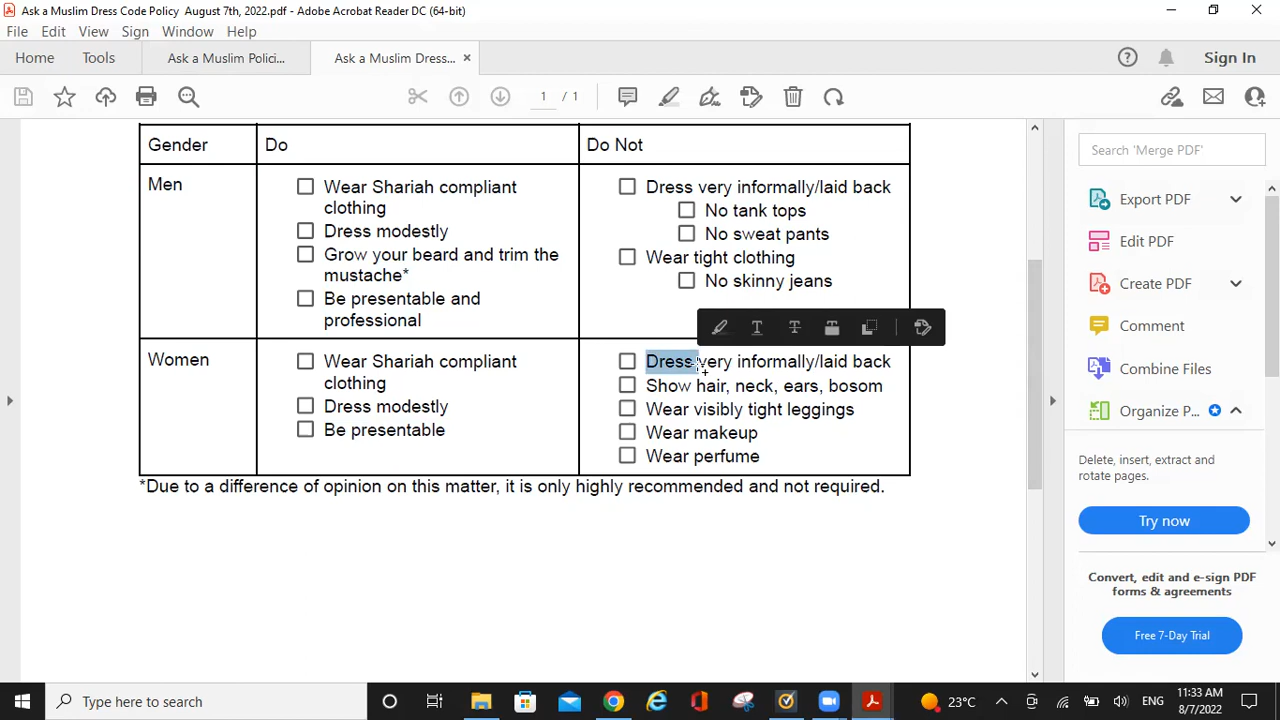 Ask a Muslim Dress Code Policy  August 7th, 2022.pdf - Adobe Acrobat Reader DC (64-bit)
File Edit View Sign Window Help
Home Tools Ask a Muslim Polici... Ask a Muslim Dress... ×
Sign In
1 / 1
Gender Do Do Not
Men
Wear Shariah compliant
clothing
Dress modestly
Grow your beard and trim the
mustache*
Be presentable and
professional
Dress very informally/laid back
No tank tops
No sweat pants
Wear tight clothing
No skinny jeans
Women
Wear Shariah compliant
clothing
Dress modestly
Be presentable
Dress very informally/laid back
Show hair, neck, ears, bosom
Wear visibly tight leggings
Wear makeup
Wear perfume
*Due to a difference of opinion on this matter, it is only highly recommended and not required.
Search 'Merge PDF'
Export PDF
Edit PDF
Create PDF
Comment
Combine Files
Organize P...
Delete, insert, extract and
rotate pages.
Try now
Convert, edit and e-sign PDF
forms & agreements
Free 7-Day Trial
Type here to search
23°C
ENG
11:33 AM
8/7/2022